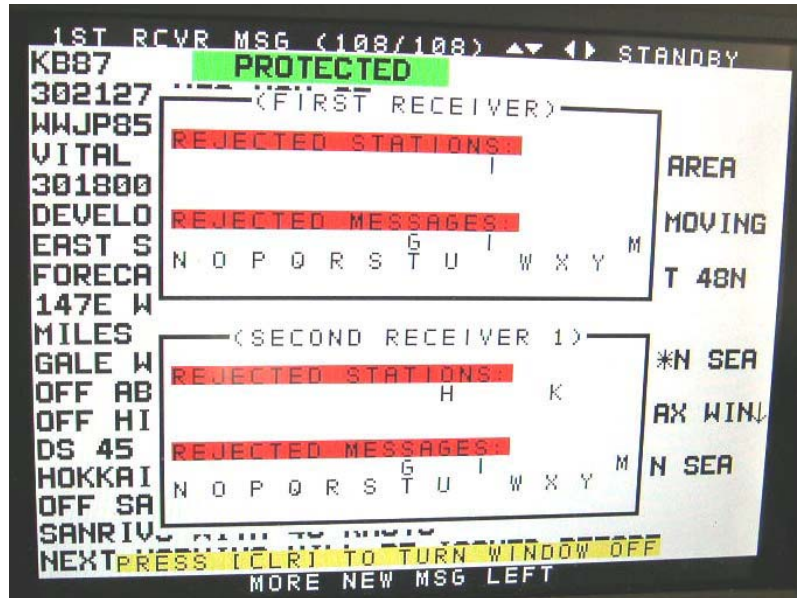 1ST RCVR MSG (108/108) ▲▼ ◀▶ STANDBY
KB87 PROTECTED
302127
(FIRST RECEIVER)
WWJP85
REJECTED STATIONS:
VITAL
I
AREA
301800
DEVELO
REJECTED MESSAGES:
MOVING
EAST S
G I M
N O P Q R S T U W X Y
FORECA
T 48N
147E W
MILES
(SECOND RECEIVER 1)
GALE W
*N SEA
REJECTED STATIONS:
OFF AB
H K
OFF HI
AX WIN↓
DS 45
REJECTED MESSAGES:
HOKKAI
G I M
N SEA
N O P Q R S T U W X Y
OFF SA
SANRIV
NEXT
PRESS [CLR] TO TURN WINDOW OFF
MORE NEW MSG LEFT